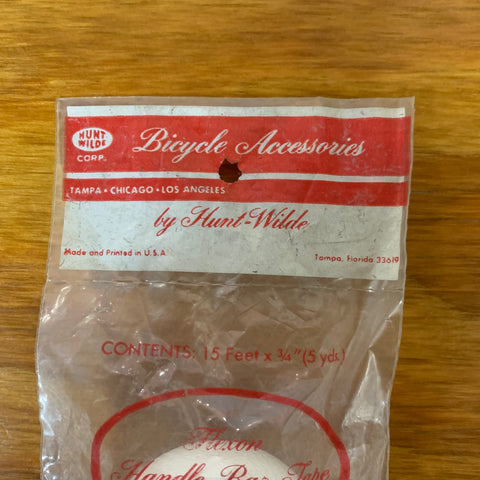 HUNT
WILDE
CORP.
Bicycle Accessories
TAMPA • CHICAGO • LOS ANGELES
by Hunt-Wilde
Made and Printed in U.S.A.
Tampa, Florida 33619
CONTENTS: 15 Feet x ¾" (5 yds.)
Flexon
Handle Bar Tape